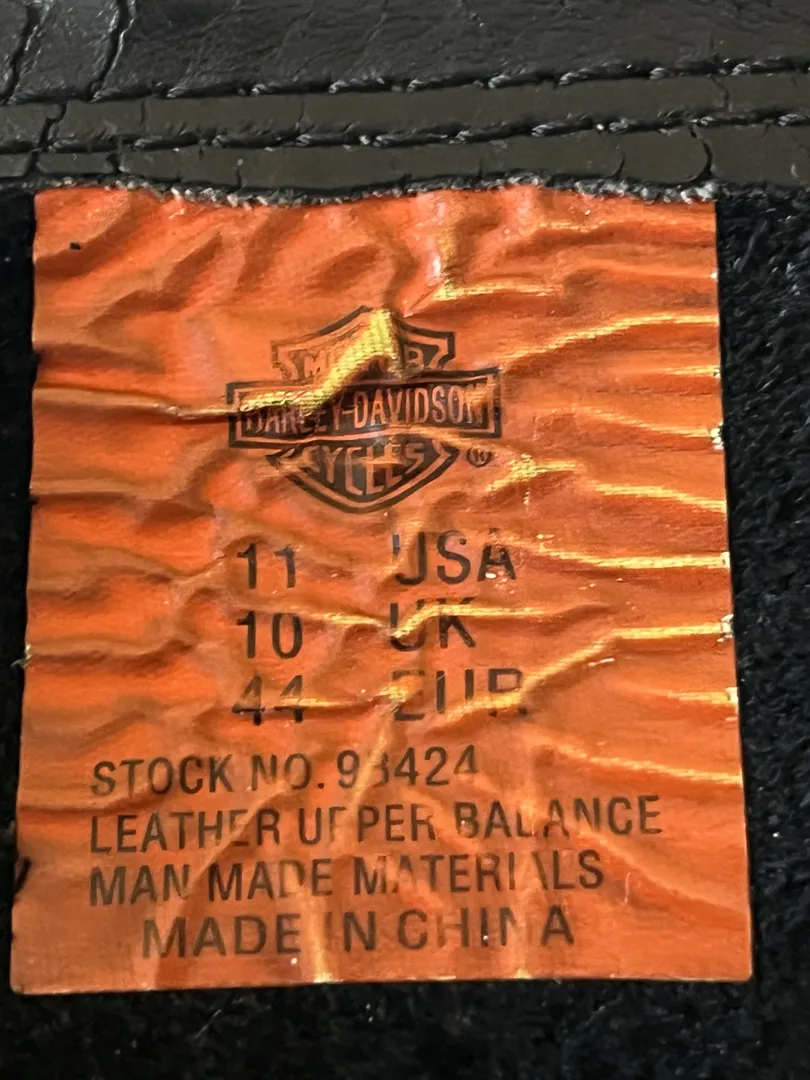 MOTOR
HARLEY-DAVIDSON
CYCLES ®
11 USA
10 UK
44 EUR
STOCK NO.
LEATHER UPPER BALANCE
MAN MADE MATERIALS
MADE IN CHINA